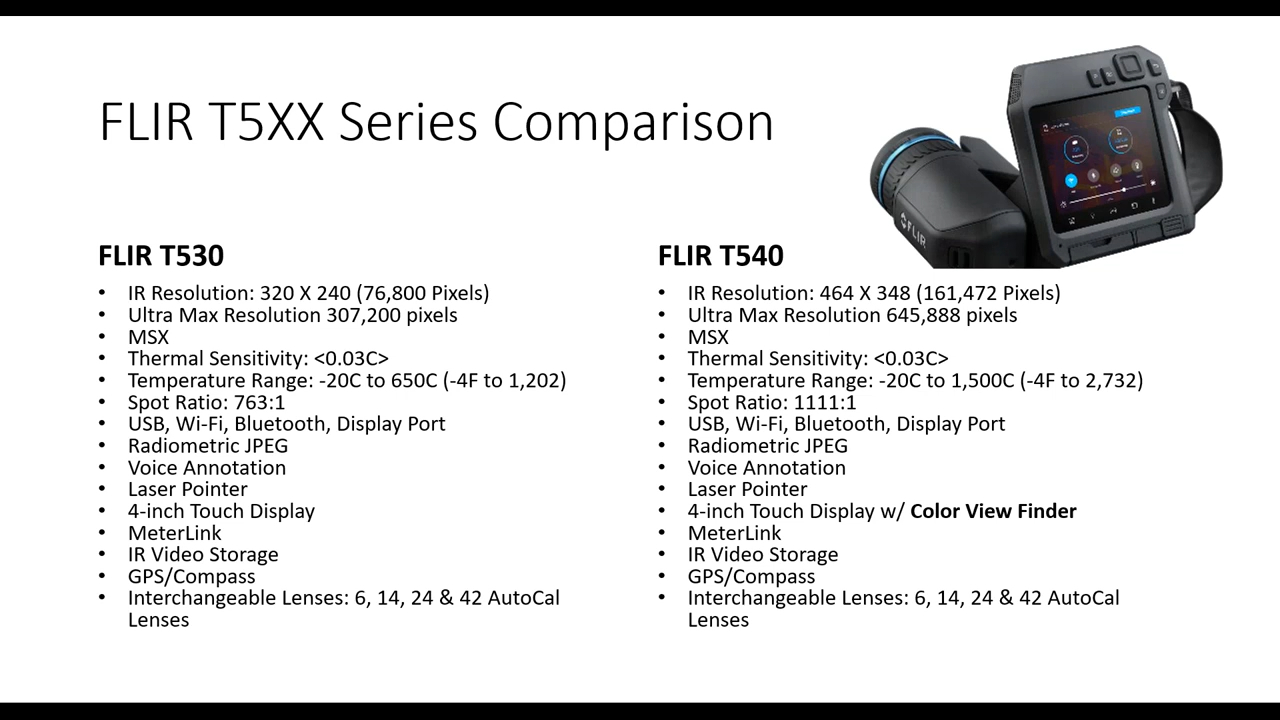 FLIR T5XX Series Comparison
FLIR
FLIR T530
• IR Resolution: 320 X 240 (76,800 Pixels)
• Ultra Max Resolution 307,200 pixels
• MSX
• Thermal Sensitivity: <0.03C>
• Temperature Range: -20C to 650C (-4F to 1,202)
• Spot Ratio: 763:1
• USB, Wi-Fi, Bluetooth, Display Port
• Radiometric JPEG
• Voice Annotation
• Laser Pointer
• 4-inch Touch Display
• MeterLink
• IR Video Storage
• GPS/Compass
• Interchangeable Lenses: 6, 14, 24 & 42 AutoCal
Lenses
FLIR T540
• IR Resolution: 464 X 348 (161,472 Pixels)
• Ultra Max Resolution 645,888 pixels
• MSX
• Thermal Sensitivity: <0.03C>
• Temperature Range: -20C to 1,500C (-4F to 2,732)
• Spot Ratio: 1111:1
• USB, Wi-Fi, Bluetooth, Display Port
• Radiometric JPEG
• Voice Annotation
• Laser Pointer
• 4-inch Touch Display w/ Color View Finder
• MeterLink
• IR Video Storage
• GPS/Compass
• Interchangeable Lenses: 6, 14, 24 & 42 AutoCal
Lenses